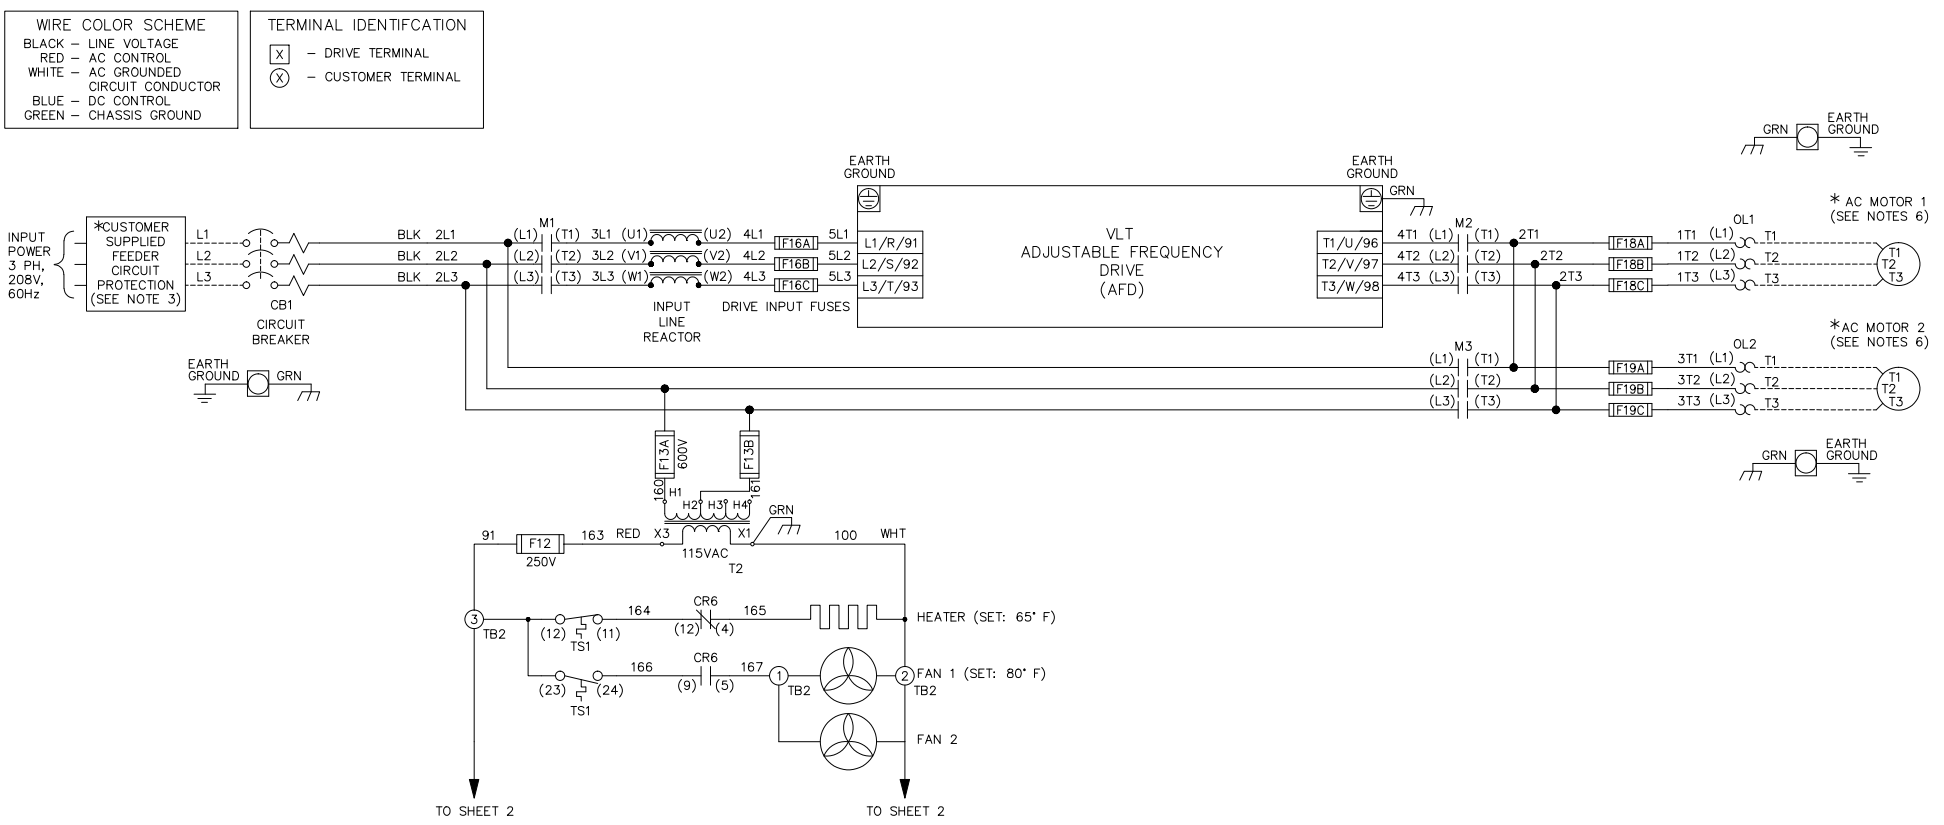 WIRE COLOR SCHEME
BLACK – LINE VOLTAGE
RED – AC CONTROL
WHITE – AC GROUNDED
CIRCUIT CONDUCTOR
BLUE – DC CONTROL
GREEN – CHASSIS GROUND
TERMINAL IDENTIFCATION
X – DRIVE TERMINAL
X – CUSTOMER TERMINAL
INPUT
POWER
3 PH,
208V,
60Hz
*CUSTOMER
SUPPLIED
FEEDER
CIRCUIT
PROTECTION
(SEE NOTE 3)
L1
L2
L3
CB1
CIRCUIT
BREAKER
EARTH
GROUND
GRN
BLK 2L1
BLK 2L2
BLK 2L3
M1
(L1) (T1) 3L1 (U1) (U2) 4L1 F16A 5L1
(L2) (T2) 3L2 (V1) (V2) 4L2 F16B 5L2
(L3) (T3) 3L3 (W1) (W2) 4L3 F16C 5L3
INPUT
LINE
REACTOR
DRIVE INPUT FUSES
EARTH
GROUND
L1/R/91
L2/S/92
L3/T/93
VLT
ADJUSTABLE FREQUENCY
DRIVE
(AFD)
EARTH
GROUND
GRN
T1/U/96
T2/V/97
T3/W/98
M2
4T1 (L1) (T1) 2T1 F18A 1T1 (L1) T1
4T2 (L2) (T2) 2T2 F18B 1T2 (L2) T2
4T3 (L3) (T3) 2T3 F18C 1T3 (L3) T3
OL1
GRN
EARTH
GROUND
* AC MOTOR 1
(SEE NOTES 6)
T1
T2
T3
M3
(L1) (T1) F19A 3T1 (L1) T1
(L2) (T2) F19B 3T2 (L2) T2
(L3) (T3) F19C 3T3 (L3) T3
OL2
*AC MOTOR 2
(SEE NOTES 6)
T1
T2
T3
GRN
EARTH
GROUND
F13A
600V
F13B
160
161
H1
H2 H3 H4
GRN
91 F12 163 RED X3 X1 100 WHT
250V
115VAC
T2
3
TB2
(12) (11)
TS1
164
CR6
(12) (4)
165
HEATER (SET: 65° F)
(23) (24)
TS1
166
CR6
(9) (5)
167
1
TB2
2
TB2
FAN 1 (SET: 80° F)
FAN 2
TO SHEET 2
TO SHEET 2